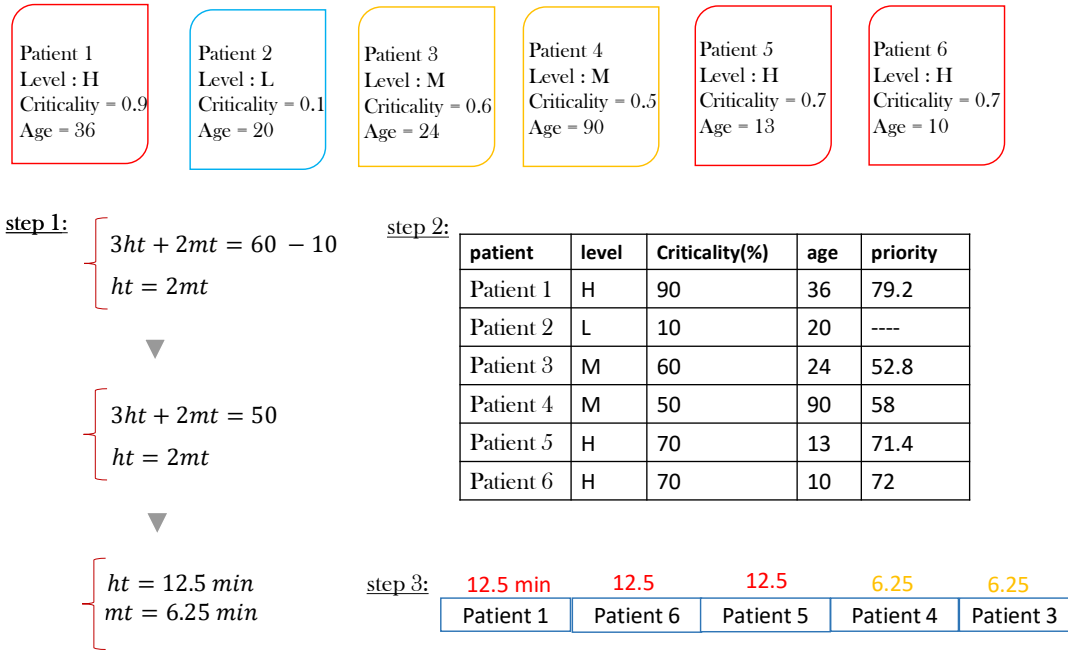 Patient 1
Level : H
Criticality = 0.9
Age = 36
Patient 2
Level : L
Criticality = 0.1
Age = 20
Patient 3
Level : M
Criticality = 0.6
Age = 24
Patient 4
Level : M
Criticality = 0.5
Age = 90
Patient 5
Level : H
Criticality = 0.7
Age = 13
Patient 6
Level : H
Criticality = 0.7
Age = 10
step 1:
3ht + 2mt = 60 − 10
ht = 2mt
3ht + 2mt = 50
ht = 2mt
ht = 12.5 min
mt = 6.25 min
step 2:
patient level Criticality(%) age priority
Patient 1 H 90 36 79.2
Patient 2 L 10 20 ----
Patient 3 M 60 24 52.8
Patient 4 M 50 90 58
Patient 5 H 70 13 71.4
Patient 6 H 70 10 72
step 3:
12.5 min 12.5 12.5 6.25 6.25
Patient 1 Patient 6 Patient 5 Patient 4 Patient 3